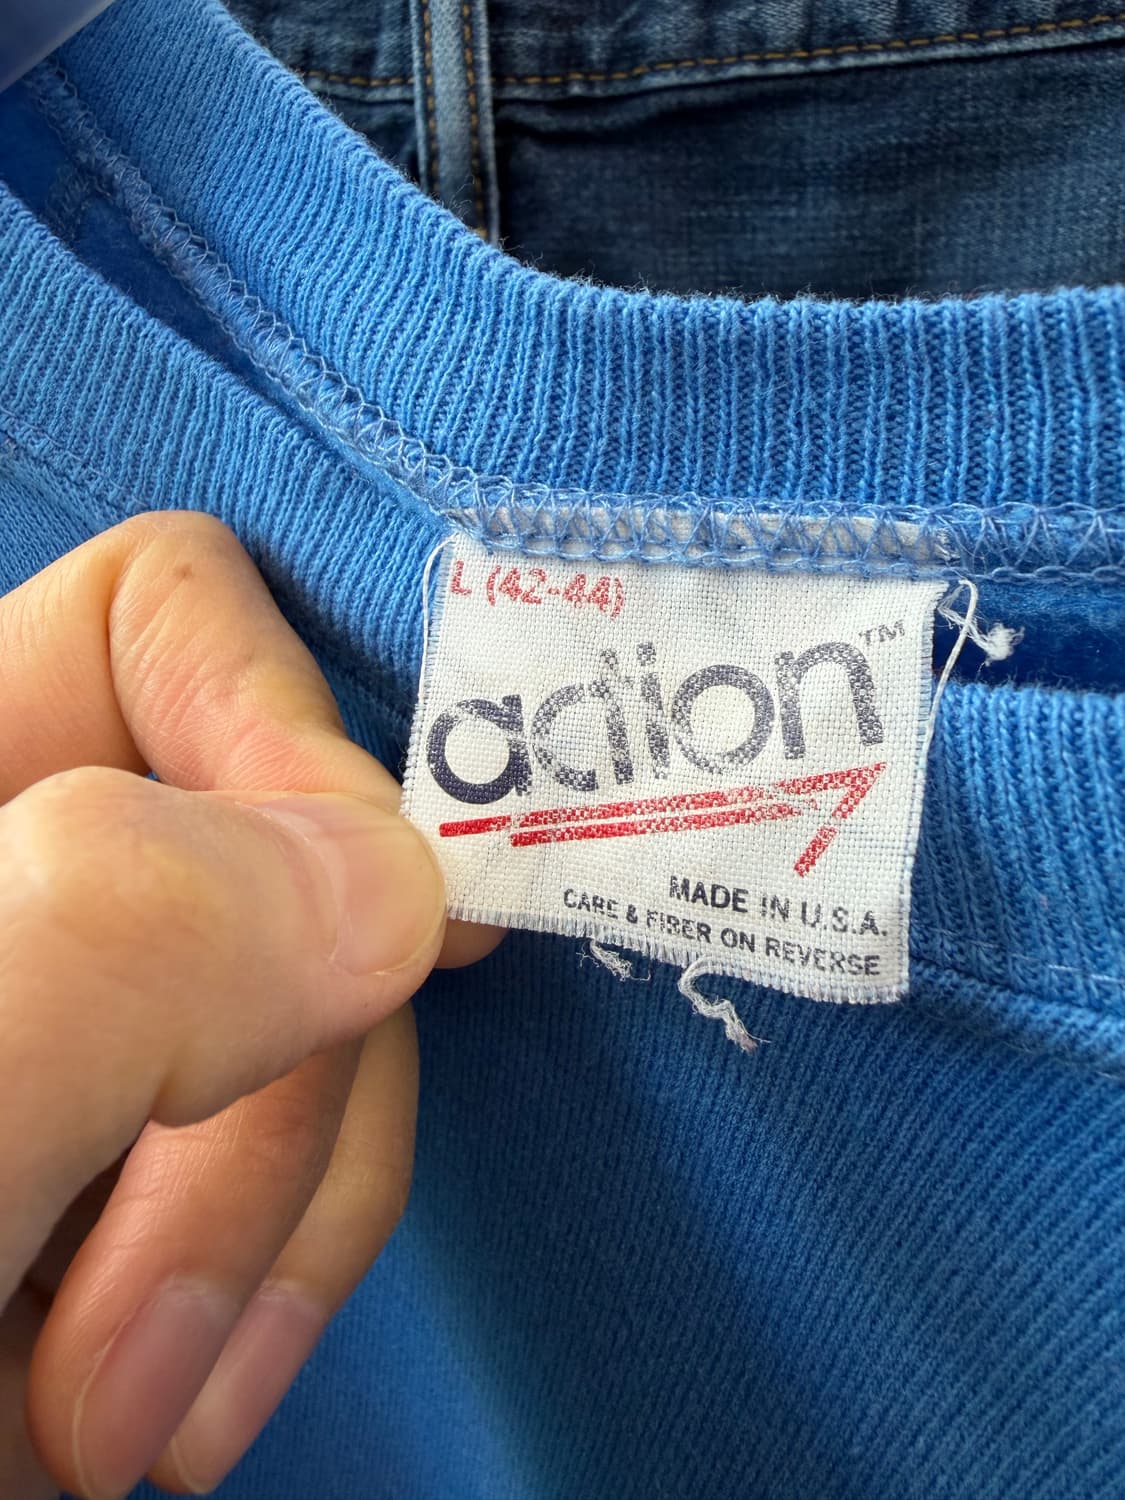 L (42-44)
action™
MADE IN U.S.A.
CARE & FIBER ON REVERSE